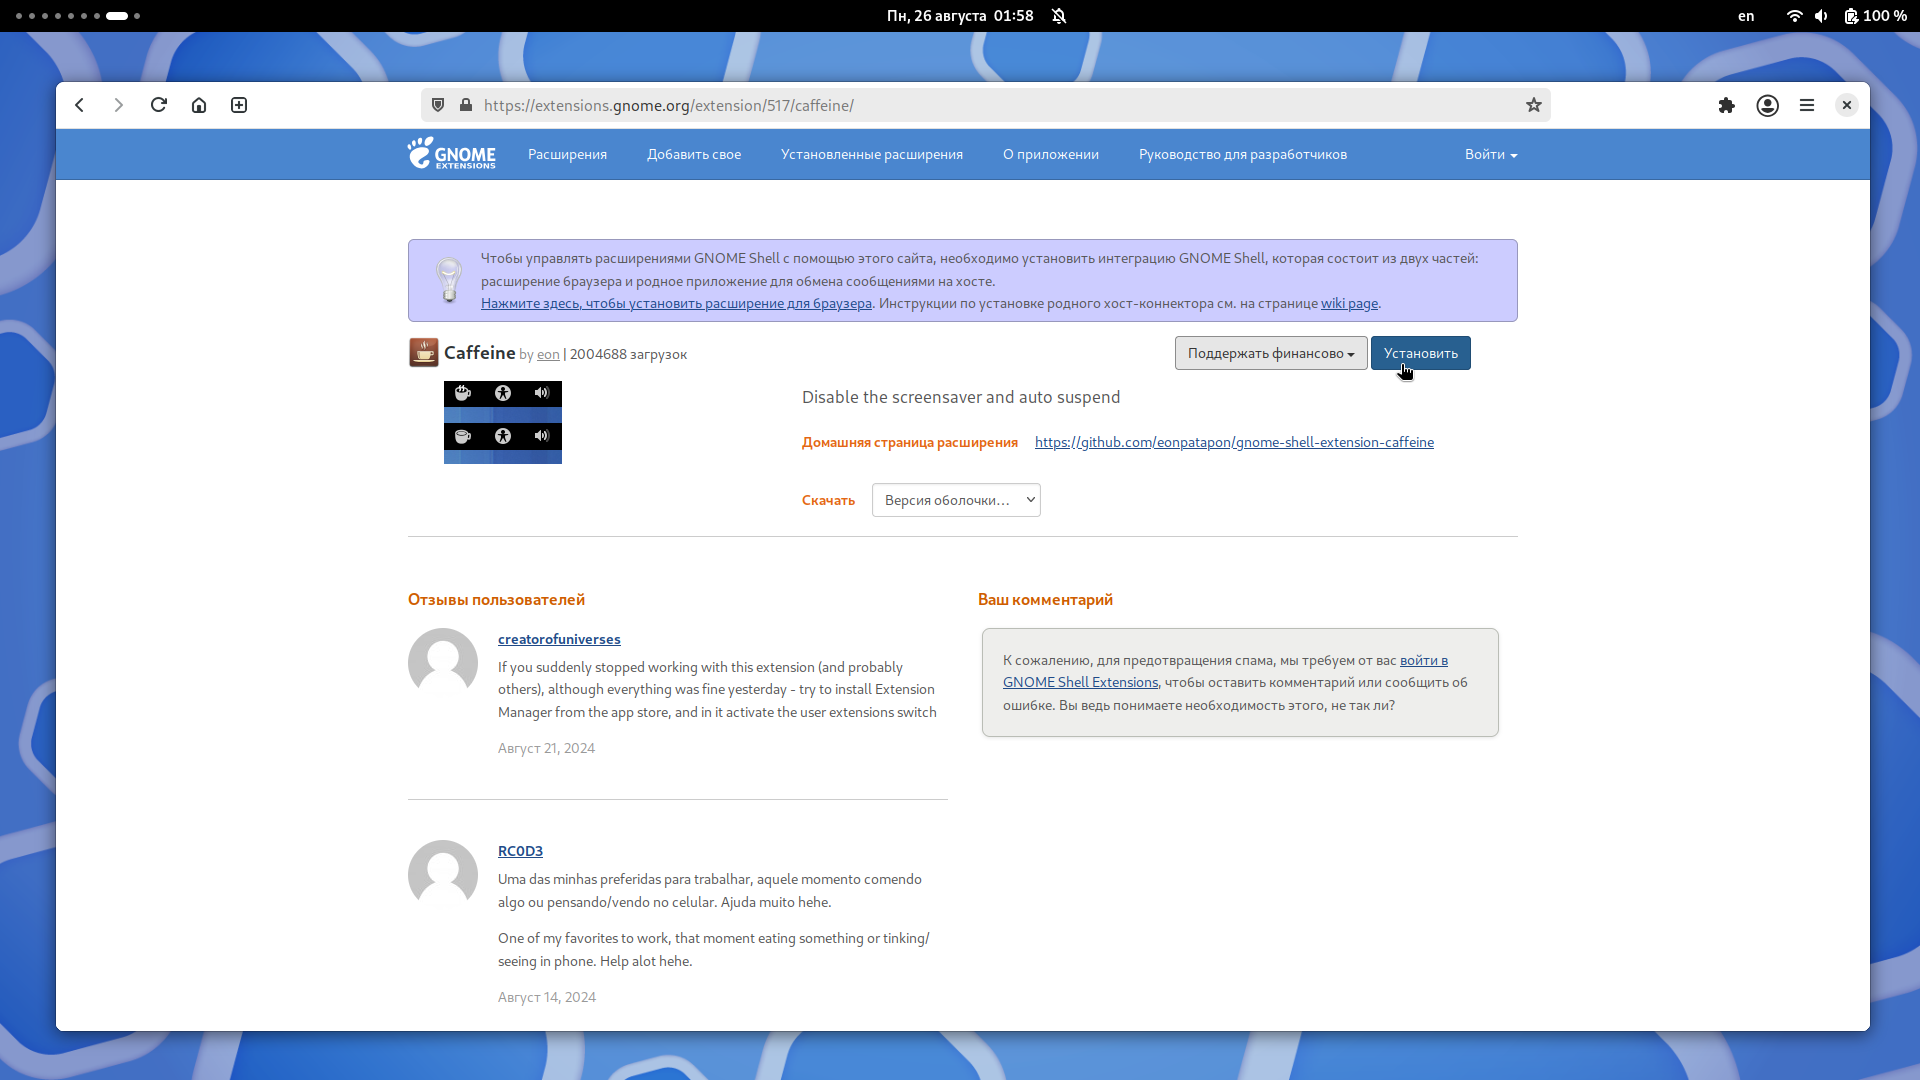 Пн, 26 августа 01:58
en
100 %
https://extensions.gnome.org/extension/517/caffeine/
GNOME
EXTENSIONS
Расширения
Добавить свое
Установленные расширения
О приложении
Руководство для разработчиков
Войти
Чтобы управлять расширениями GNOME Shell с помощью этого сайта, необходимо установить интеграцию GNOME Shell, которая состоит из двух частей:
расширение браузера и родное приложение для обмена сообщениями на хосте.
Нажмите здесь, чтобы установить расширение для браузера. Инструкции по установке родного хост-коннектора см. на странице wiki page.
Caffeine by eon | 2004688 загрузок
Поддержать финансово
Установить
Disable the screensaver and auto suspend
Домашняя страница расширения
https://github.com/eonpatapon/gnome-shell-extension-caffeine
Скачать
Версия оболочки…
Отзывы пользователей
creatorofuniverses
If you suddenly stopped working with this extension (and probably
others), although everything was fine yesterday - try to install Extension
Manager from the app store, and in it activate the user extensions switch
Август 21, 2024
RC0D3
Uma das minhas preferidas para trabalhar, aquele momento comendo
algo ou pensando/vendo no celular. Ajuda muito hehe.
One of my favorites to work, that moment eating something or tinking/
seeing in phone. Help alot hehe.
Август 14, 2024
Ваш комментарий
К сожалению, для предотвращения спама, мы требуем от вас войти в
GNOME Shell Extensions, чтобы оставить комментарий или сообщить об
ошибке. Вы ведь понимаете необходимость этого, не так ли?